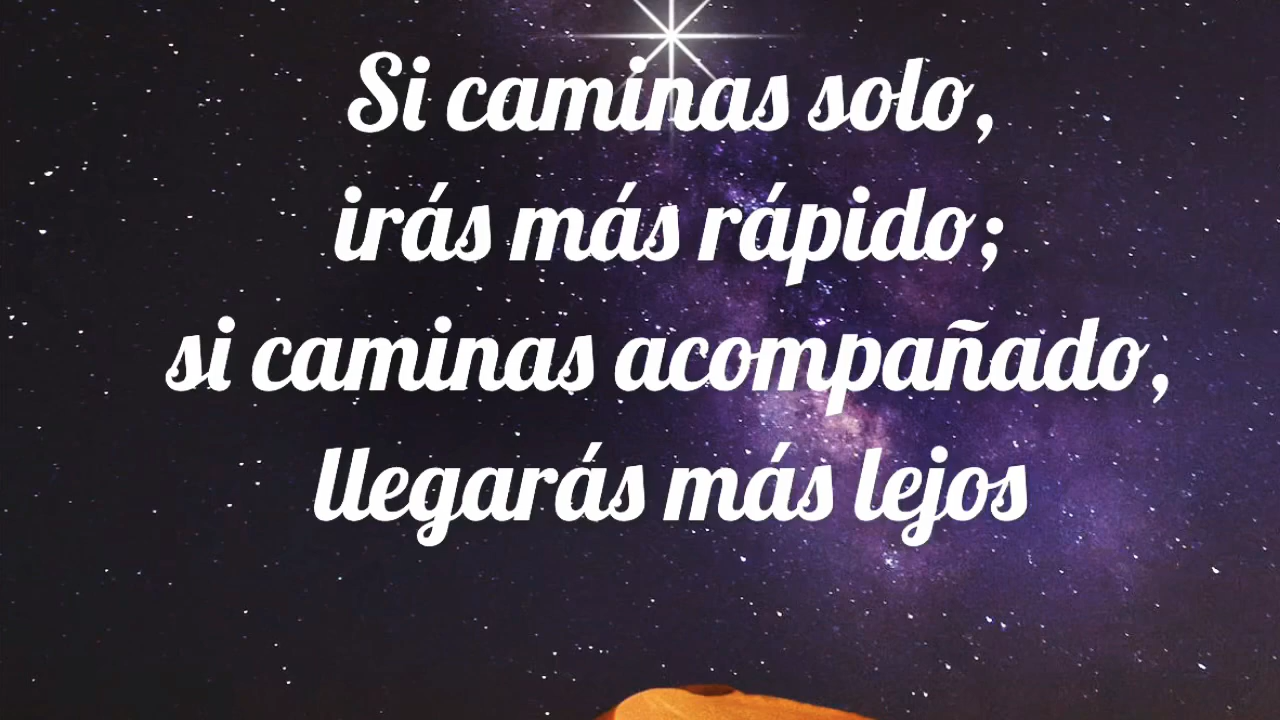 Si caminas solo,
irás más rápido;
si caminas acompañado,
llegarás más lejos